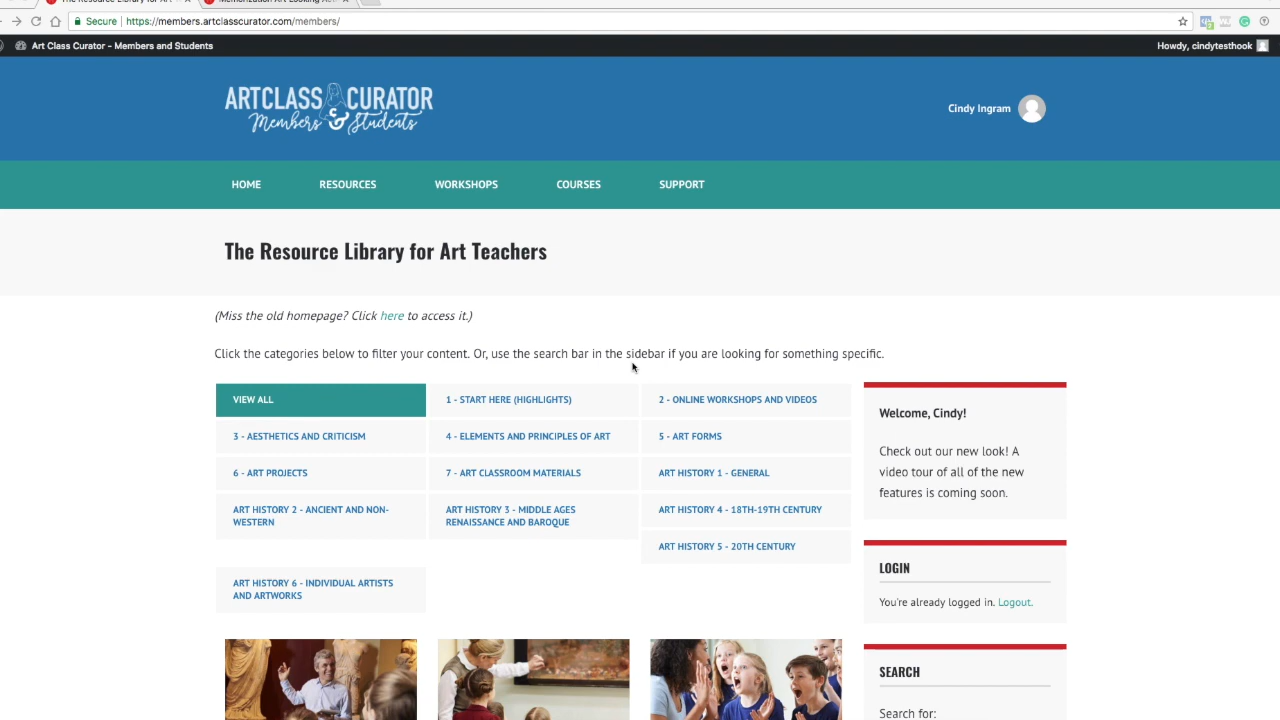 Secure https://members.artclasscurator.com/members/
Art Class Curator - Members and Students
Howdy, cindytesthook
ARTCLASS CURATOR
Members & Students
Cindy Ingram
HOME RESOURCES WORKSHOPS COURSES SUPPORT
The Resource Library for Art Teachers
(Miss the old homepage? Click here to access it.)
Click the categories below to filter your content. Or, use the search bar in the sidebar if you are looking for something specific.
VIEW ALL
1 - START HERE (HIGHLIGHTS)
2 - ONLINE WORKSHOPS AND VIDEOS
3 - AESTHETICS AND CRITICISM
4 - ELEMENTS AND PRINCIPLES OF ART
5 - ART FORMS
6 - ART PROJECTS
7 - ART CLASSROOM MATERIALS
ART HISTORY 1 - GENERAL
ART HISTORY 2 - ANCIENT AND NON-
WESTERN
ART HISTORY 3 - MIDDLE AGES
RENAISSANCE AND BAROQUE
ART HISTORY 4 - 18TH-19TH CENTURY
ART HISTORY 5 - 20TH CENTURY
ART HISTORY 6 - INDIVIDUAL ARTISTS
AND ARTWORKS
Welcome, Cindy!
Check out our new look! A
video tour of all of the new
features is coming soon.
LOGIN
You're already logged in. Logout.
SEARCH
Search for: